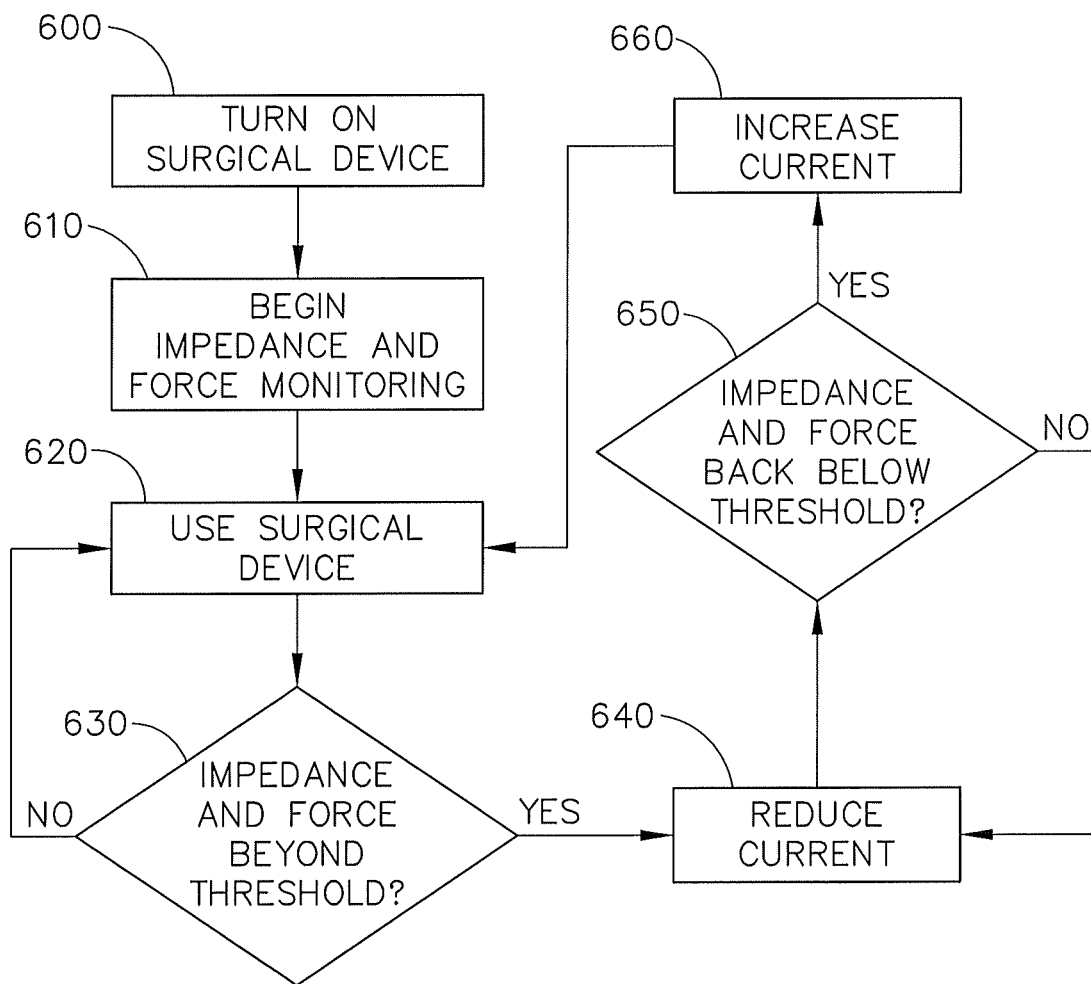 600
TURN ON
SURGICAL DEVICE
610
BEGIN
IMPEDANCE AND
FORCE MONITORING
620
USE SURGICAL
DEVICE
630
IMPEDANCE
AND FORCE
BEYOND
THRESHOLD?
NO
YES
640
REDUCE
CURRENT
650
IMPEDANCE
AND FORCE
BACK BELOW
THRESHOLD?
NO
YES
660
INCREASE
CURRENT